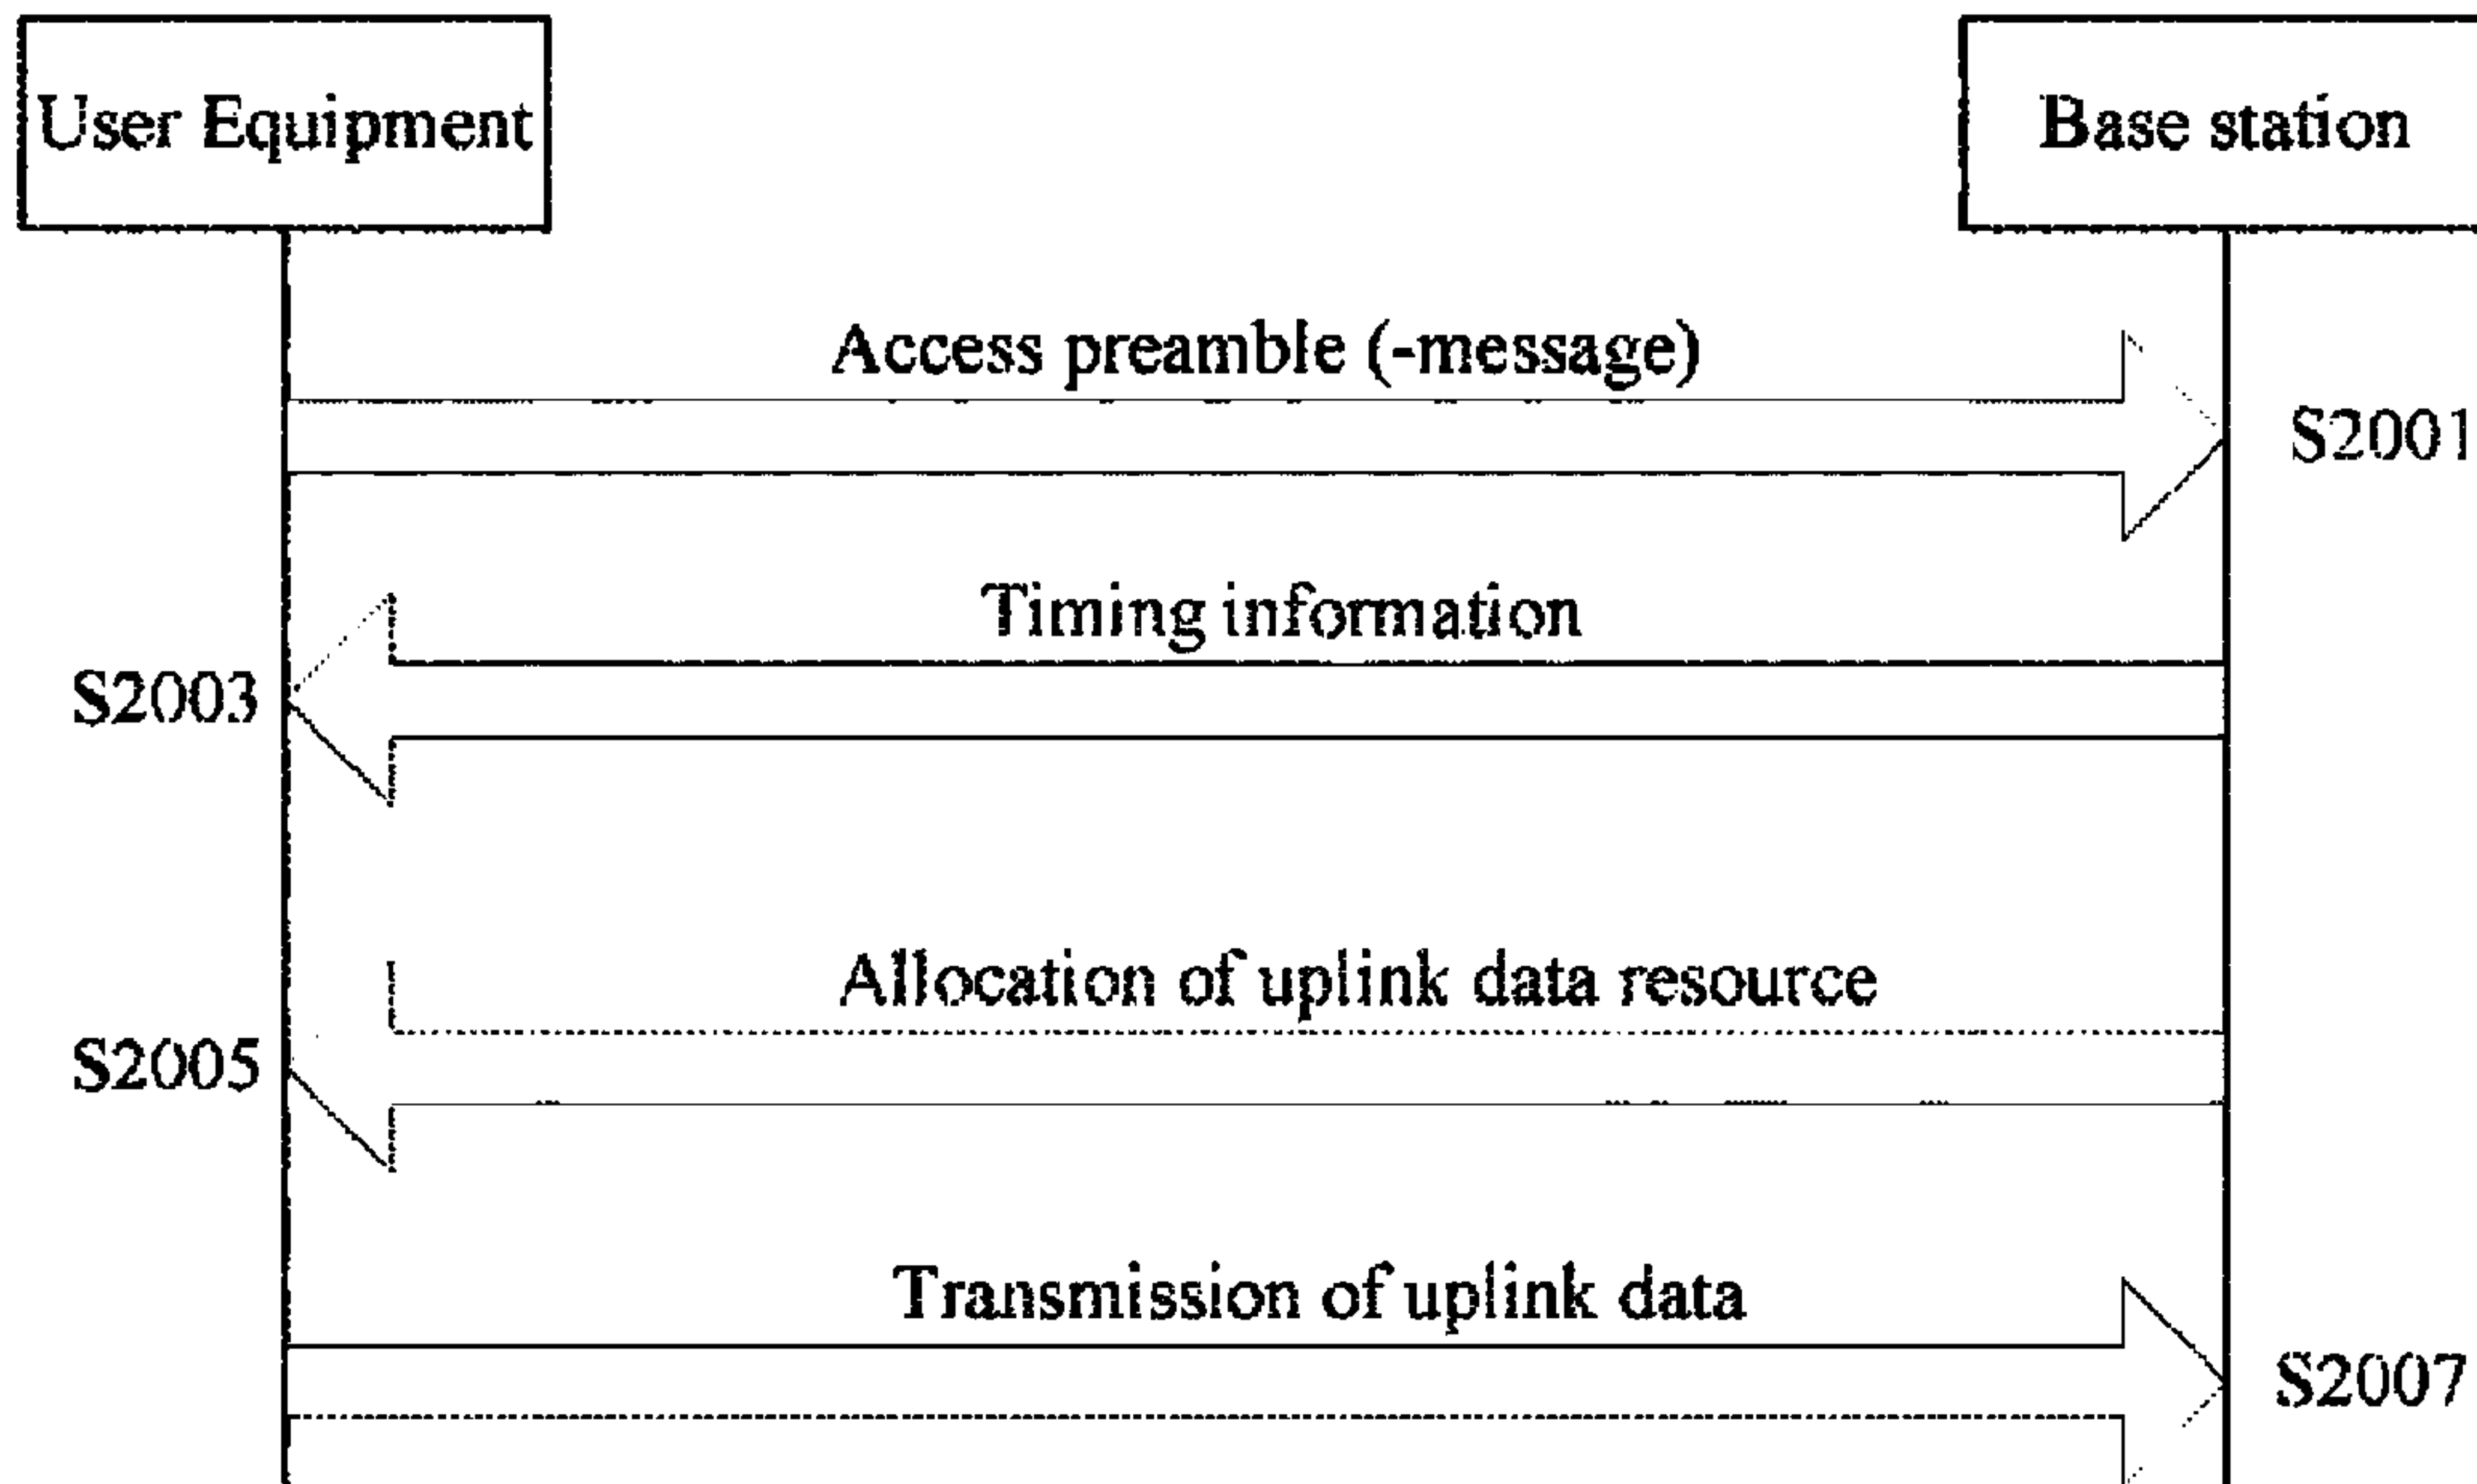 User Equipment
Base station
Access preamble (-message)
S2001
Timing information
S2003
Allocation of uplink data resource
S2005
Transmission of uplink data
S2007